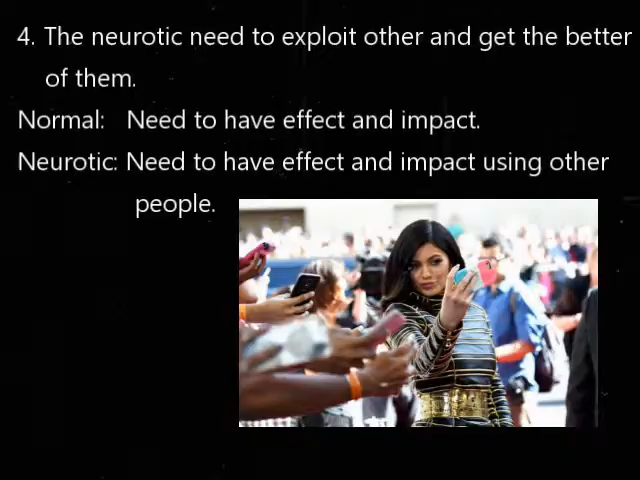 4. The neurotic need to exploit other and get the better
of them.
Normal: Need to have effect and impact.
Neurotic: Need to have effect and impact using other
people.